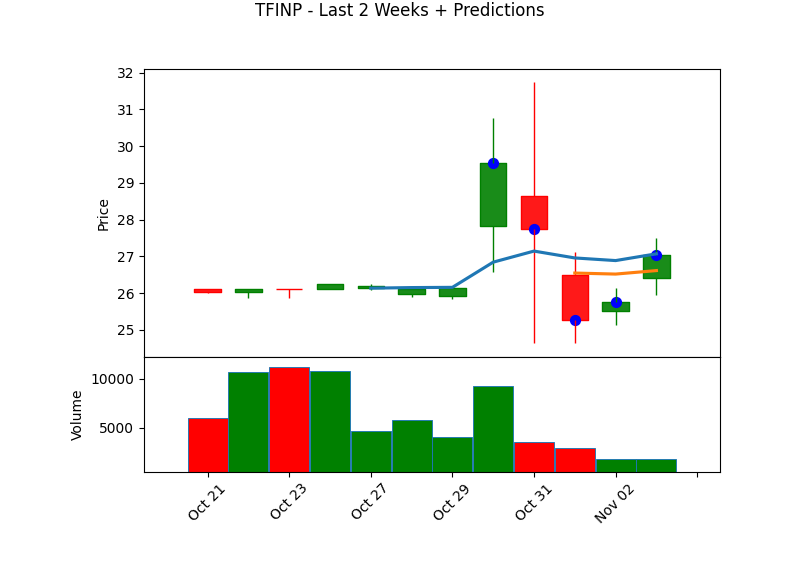 TFINP - Last 2 Weeks + Predictions
32
31
30
29
28
27
26
25
Price
10000
5000
Volume
Oct 21
Oct 23
Oct 27
Oct 29
Oct 31
Nov 02